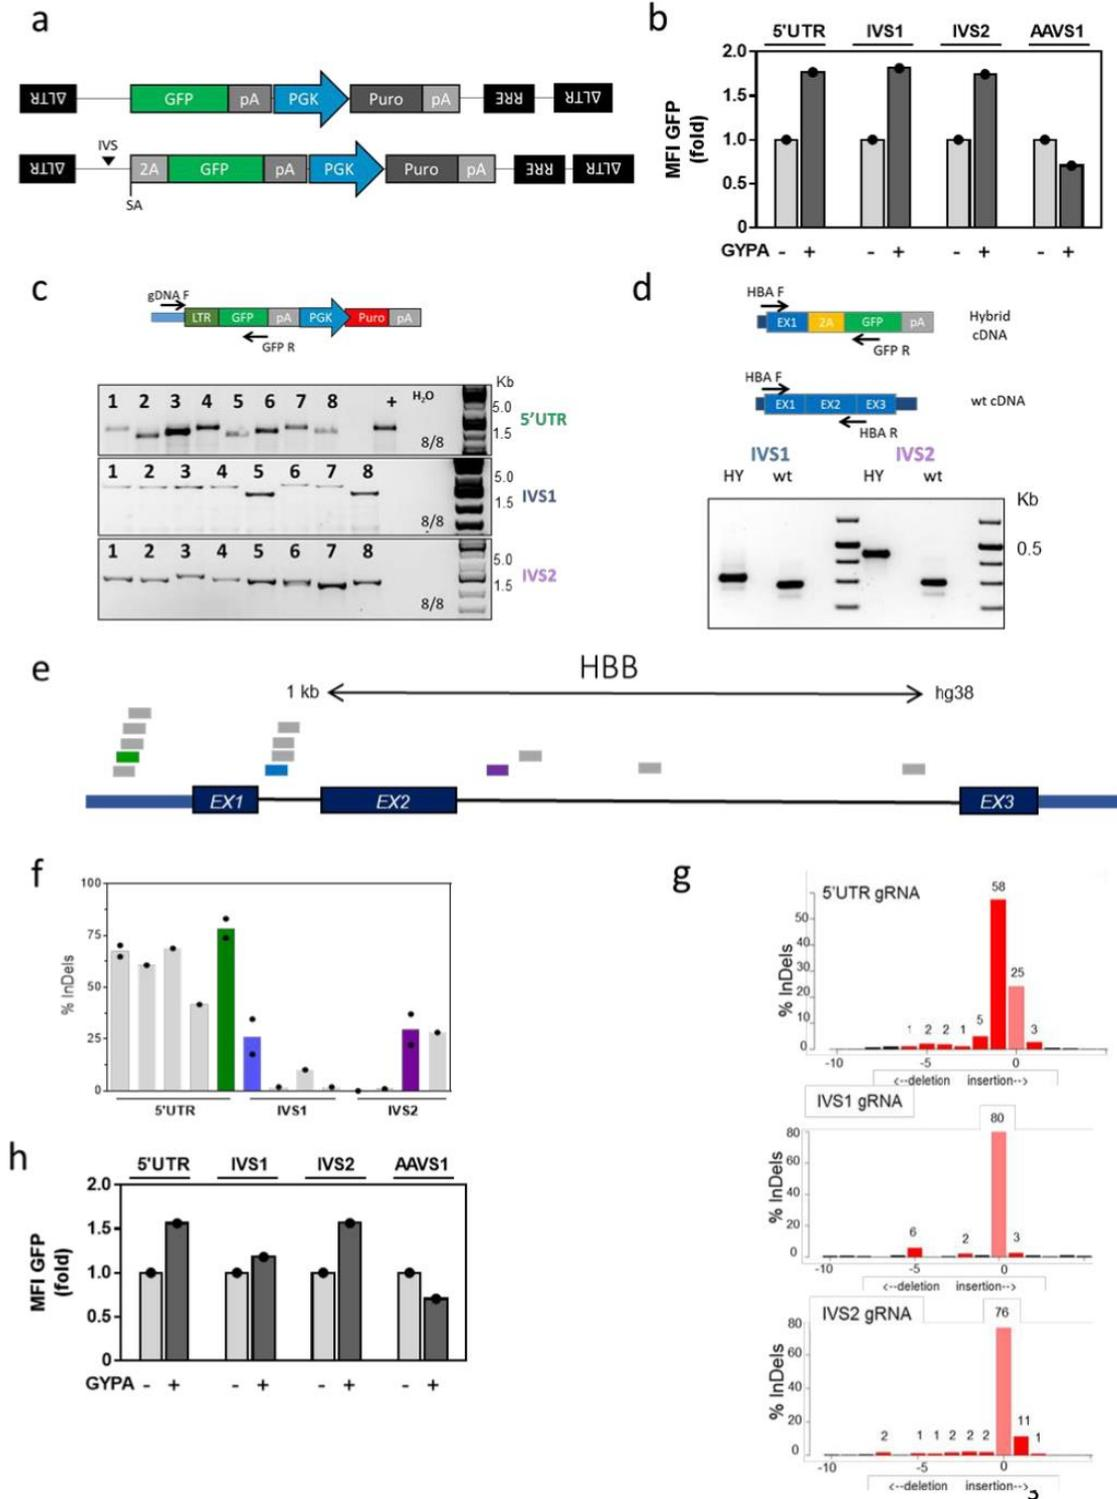 a
ΔLTR GFP pA PGK Puro pA RRE ΔLTR
IVS
ΔLTR 2A GFP pA PGK Puro pA RRE ΔLTR
SA
b
5'UTR IVS1 IVS2 AAVS1
MFI GFP
(fold)
2.0
1.5
1.0
0.5
0
GYPA - + - + - + - +
c
gDNA F
LTR GFP pA PGK Puro pA
GFP R
Kb
1 2 3 4 5 6 7 8 + H2O
5.0
1.5
8/8
5'UTR
1 2 3 4 5 6 7 8
5.0
1.5
8/8
IVS1
1 2 3 4 5 6 7 8
5.0
1.5
8/8
IVS2
d
HBA F
EX1 2A GFP pA
GFP R
Hybrid
cDNA
HBA F
EX1 EX2 EX3
HBA R
wt cDNA
IVS1 IVS2
HY wt HY wt
Kb
0.5
e
HBB
1 kb hg38
EX1 EX2 EX3
f
% InDels
100
75
50
25
0
5'UTR IVS1 IVS2
g
5'UTR gRNA
% InDels
50
40
30
20
10
0
1 2 2 1 5 58 25 3
-10 -5 0
<--deletion insertion-->
IVS1 gRNA
% InDels
80
60
40
20
0
6 2 80 3
-10 -5 0
<--deletion insertion-->
IVS2 gRNA
% InDels
80
60
40
20
0
2 1 1 2 2 2 76 11 1
-10 -5 0
<--deletion insertion-->
h
5'UTR IVS1 IVS2 AAVS1
MFI GFP
(fold)
2.0
1.5
1.0
0.5
0
GYPA - + - + - + - +